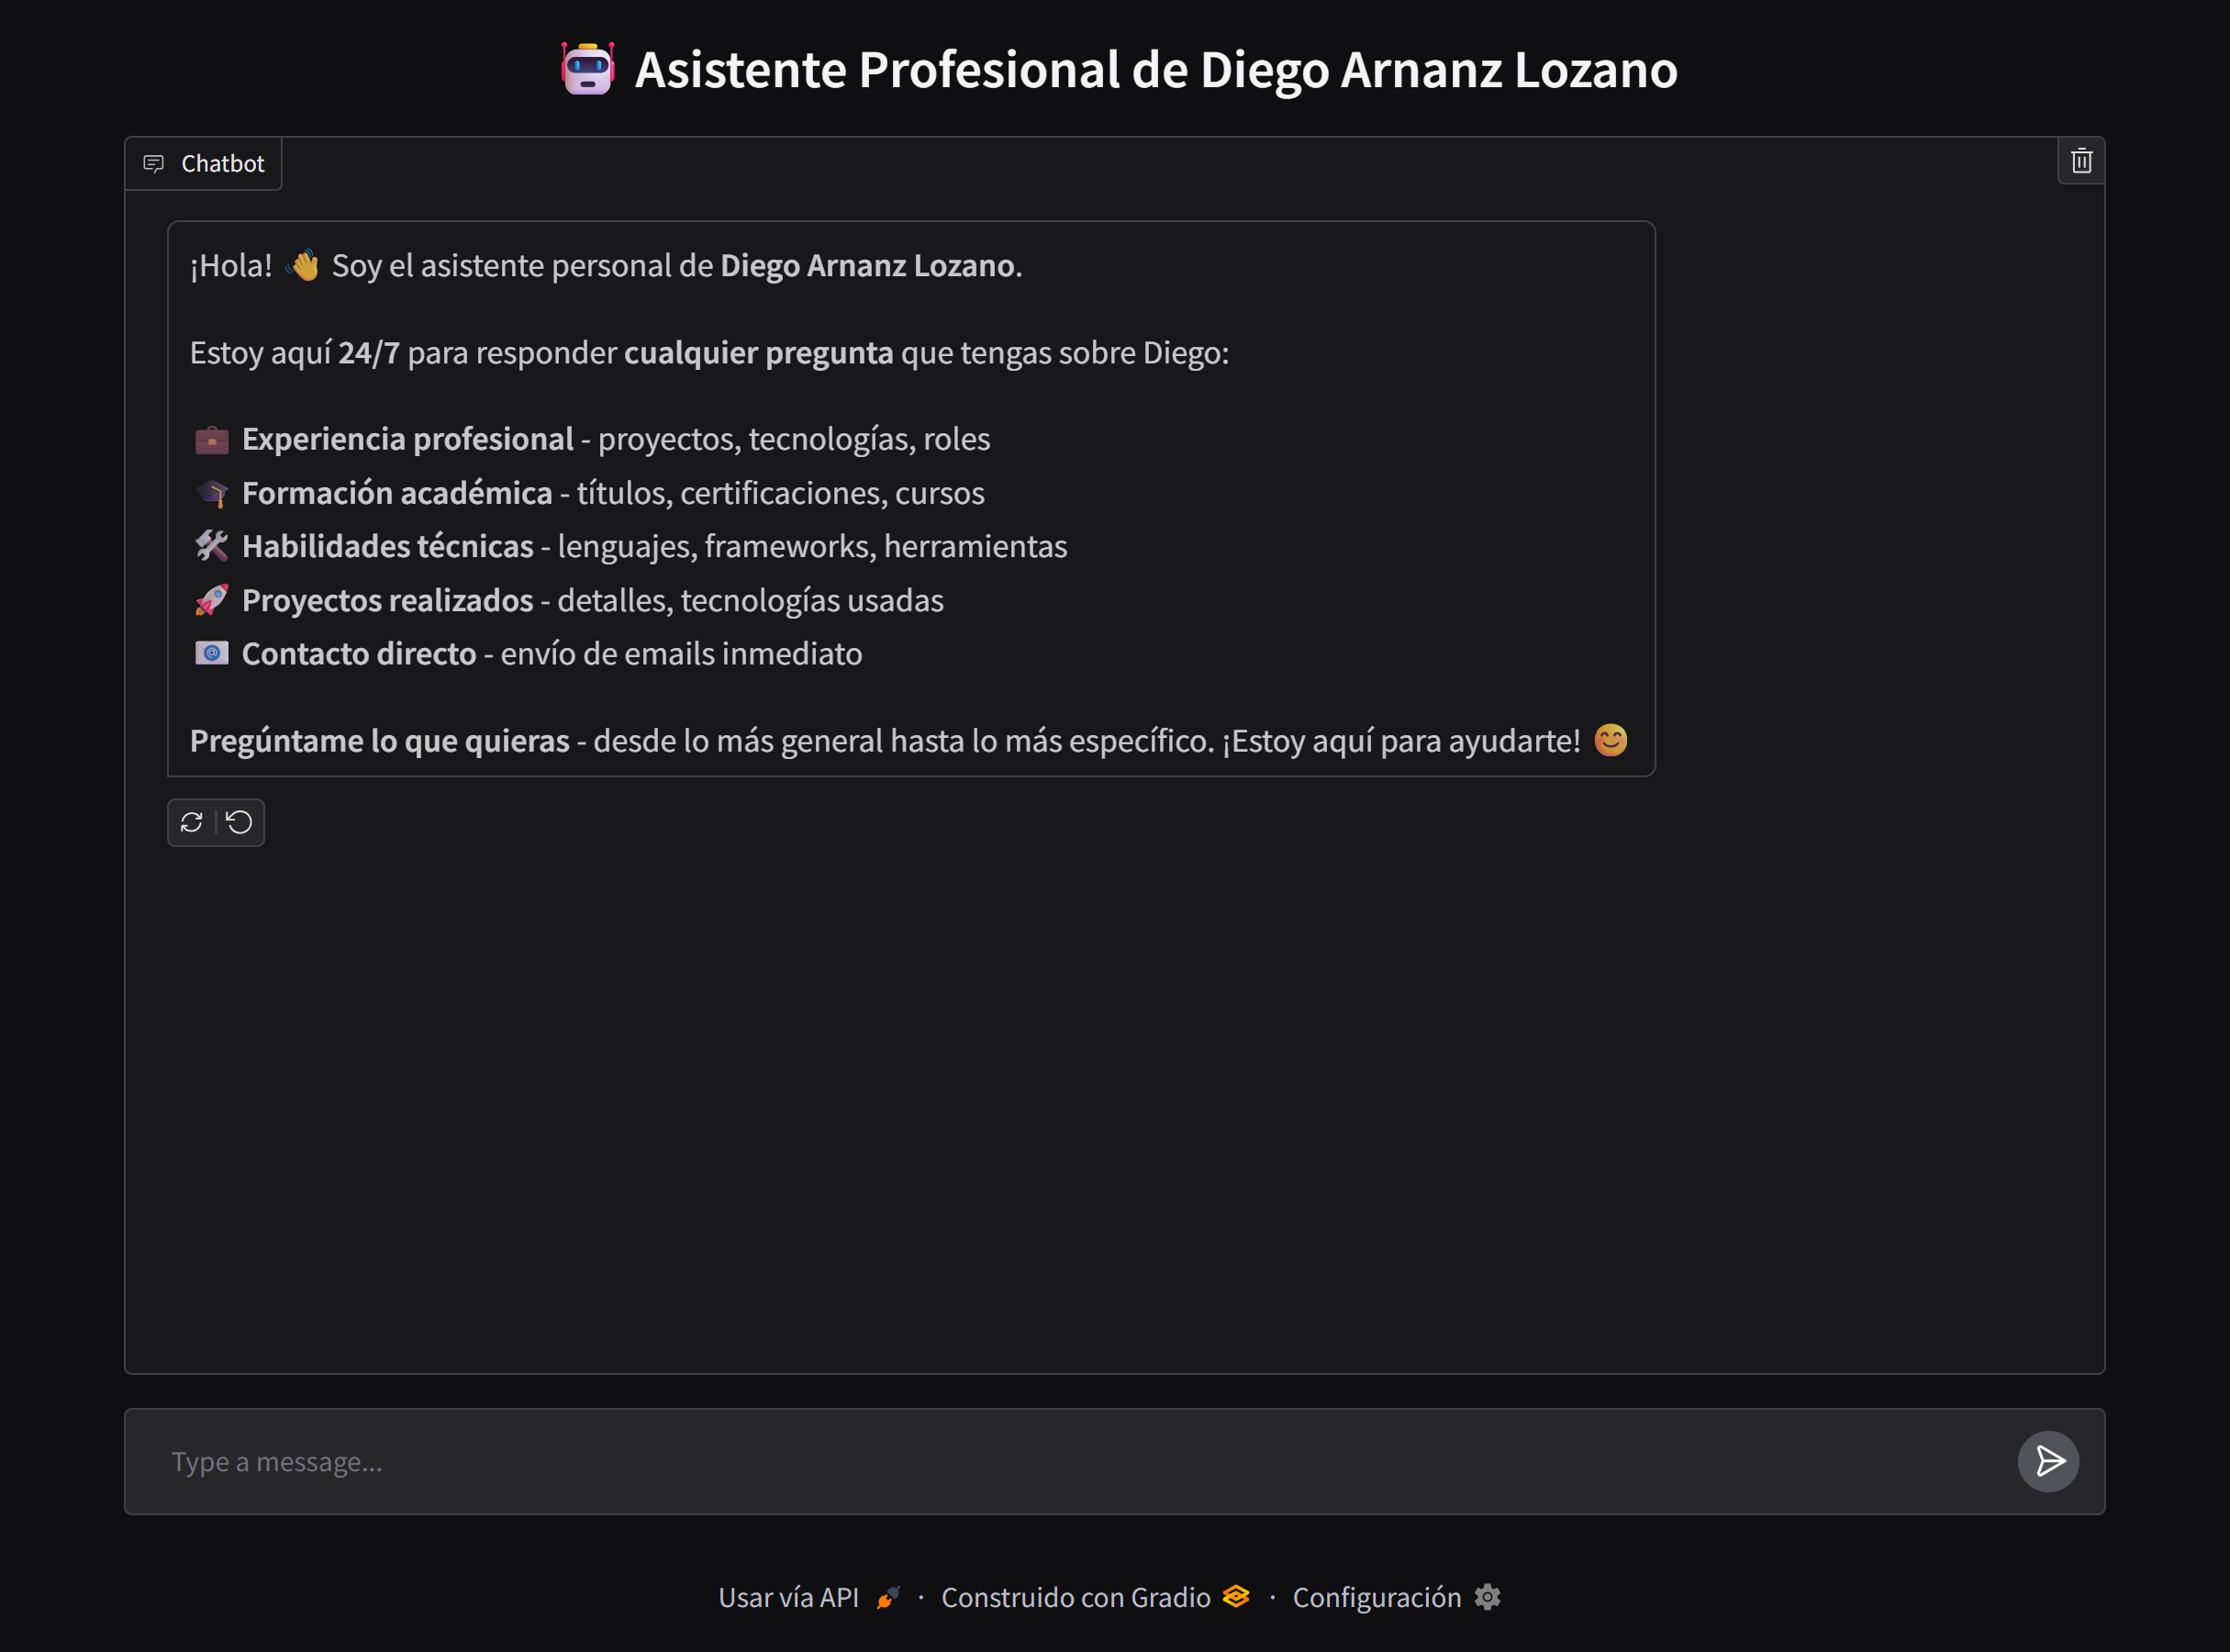 🤖 Asistente Profesional de Diego Arnanz Lozano
Chatbot
¡Hola! 👋 Soy el asistente personal de Diego Arnanz Lozano.
Estoy aquí 24/7 para responder cualquier pregunta que tengas sobre Diego:
💼 Experiencia profesional - proyectos, tecnologías, roles
🎓 Formación académica - títulos, certificaciones, cursos
🛠️ Habilidades técnicas - lenguajes, frameworks, herramientas
🚀 Proyectos realizados - detalles, tecnologías usadas
📧 Contacto directo - envío de emails inmediato
Pregúntame lo que quieras - desde lo más general hasta lo más específico. ¡Estoy aquí para ayudarte! 😊
Type a message...
Usar vía API · Construido con Gradio · Configuración